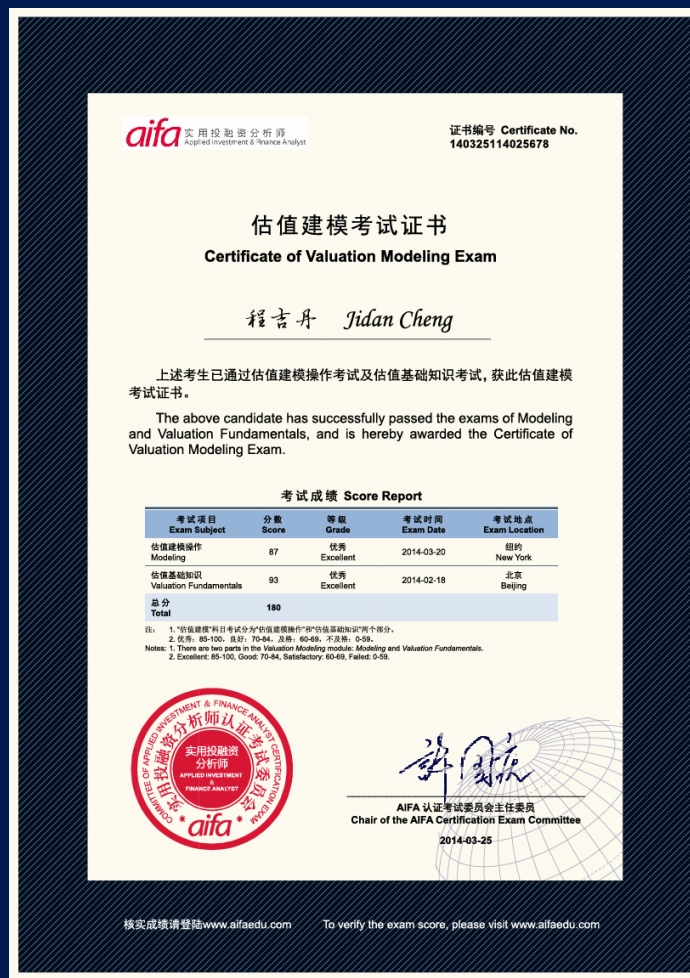 aifa 实用投融资分析师
Applied Investment & Finance Analyst
证书编号 Certificate No.
140325114025678
估值建模考试证书
Certificate of Valuation Modeling Exam
程吉丹 Jidan Cheng
上述考生已通过估值建模操作考试及估值基础知识考试，获此估值建模
考试证书。
The above candidate has successfully passed the exams of Modeling
and Valuation Fundamentals, and is hereby awarded the Certificate of
Valuation Modeling Exam.
考试成绩 Score Report
考试项目 分数 等级 考试时间 考试地点
Exam Subject Score Grade Exam Date Exam Location
估值建模操作 87 优秀 2014-03-20 纽约
Modeling Excellent New York
估值基础知识 93 优秀 2014-02-18 北京
Valuation Fundamentals Excellent Beijing
总分 180
Total
注： 1. “估值建模”科目考试分为“估值建模操作”和“估值基础知识”两个部分。
2. 优秀：85-100，良好：70-84，及格：60-69，不及格：0-59。
Notes: 1. There are two parts in the Valuation Modeling module: Modeling and Valuation Fundamentals.
2. Excellent: 85-100, Good: 70-84, Satisfactory: 60-69, Failed: 0-59.
COMMITTEE OF APPLIED INVESTMENT & FINANCE ANALYST CERTIFICATION EXAM
实用投融资分析师认证考试委员会
实用投融资
分析师
APPLIED INVESTMENT
&
FINANCE ANALYST
aifa
AIFA 认证考试委员会主任委员
Chair of the AIFA Certification Exam Committee
2014-03-25
核实成绩请登陆www.aifaedu.com To verify the exam score, please visit www.aifaedu.com